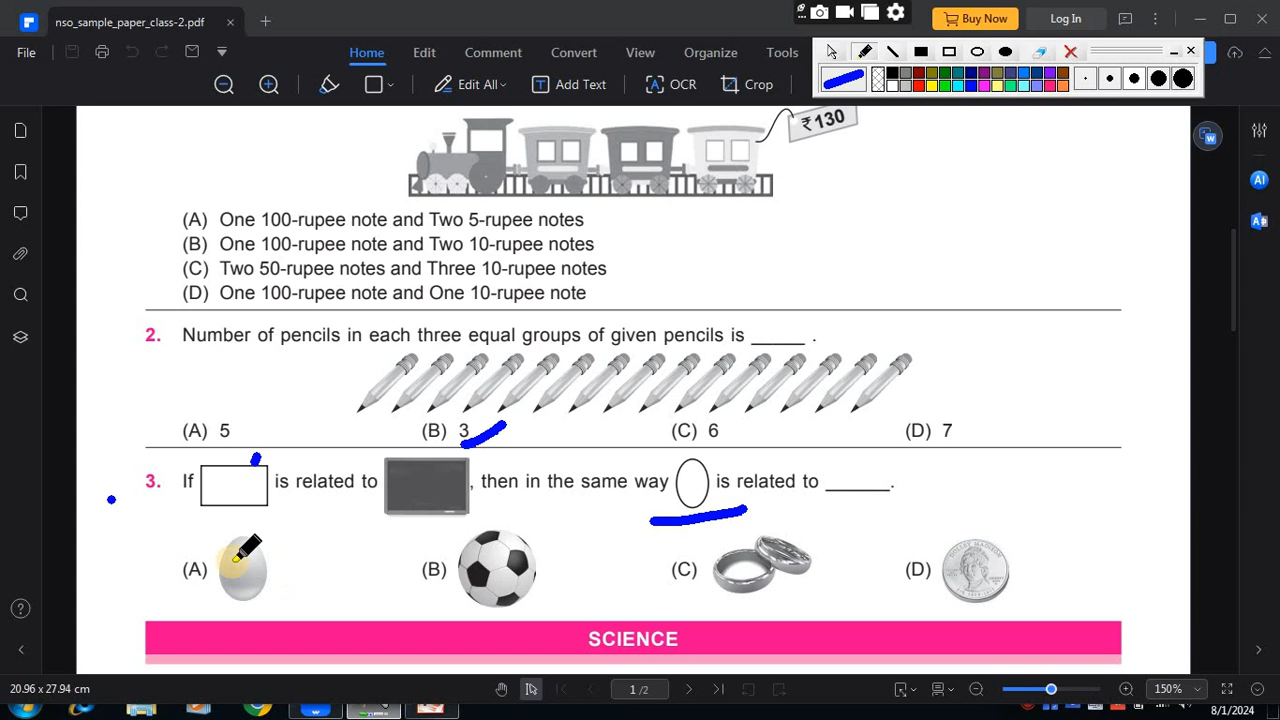 nso_sample_paper_class-2.pdf
Buy Now
Log In
File
Home
Edit
Comment
Convert
View
Organize
Tools
Edit All
Add Text
OCR
Crop
₹130
(A) One 100-rupee note and Two 5-rupee notes
(B) One 100-rupee note and Two 10-rupee notes
(C) Two 50-rupee notes and Three 10-rupee notes
(D) One 100-rupee note and One 10-rupee note
2. Number of pencils in each three equal groups of given pencils is _____ .
(A) 5 (B) 3 (C) 6 (D) 7
3. If is related to , then in the same way is related to ______.
(A) (B) (C) (D)
SCIENCE
20.96 x 27.94 cm
1 /2
150%
8/1/2024